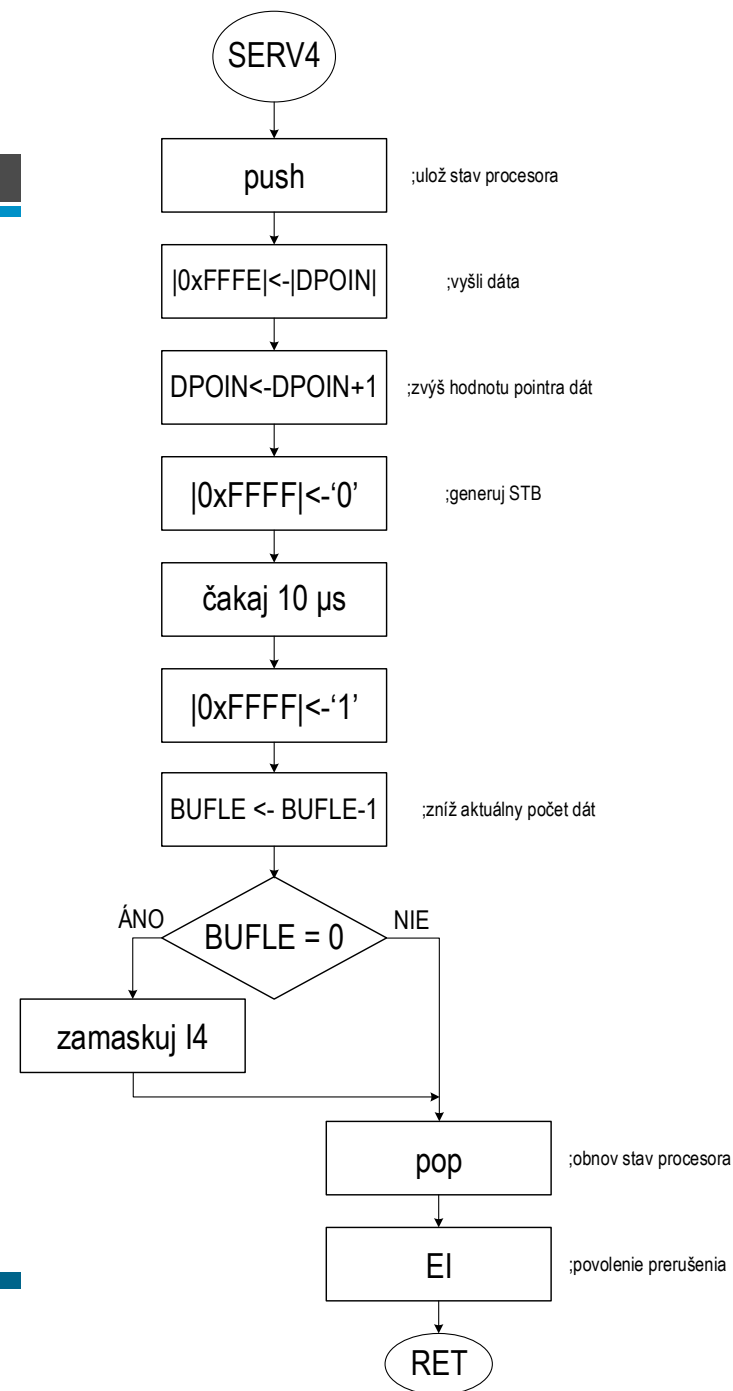 SERV4
push
;ulož stav procesora
|0xFFFE|<-|DPOIN|
;vyšli dáta
DPOIN<-DPOIN+1
;zvýš hodnotu pointra dát
|0xFFFF|<-‘0’
;generuj STB
čakaj 10 µs
|0xFFFF|<-‘1’
BUFLE <- BUFLE-1
;zníž aktuálny počet dát
ÁNO
BUFLE = 0
NIE
zamaskuj I4
pop
;obnov stav procesora
EI
;povolenie prerušenia
RET